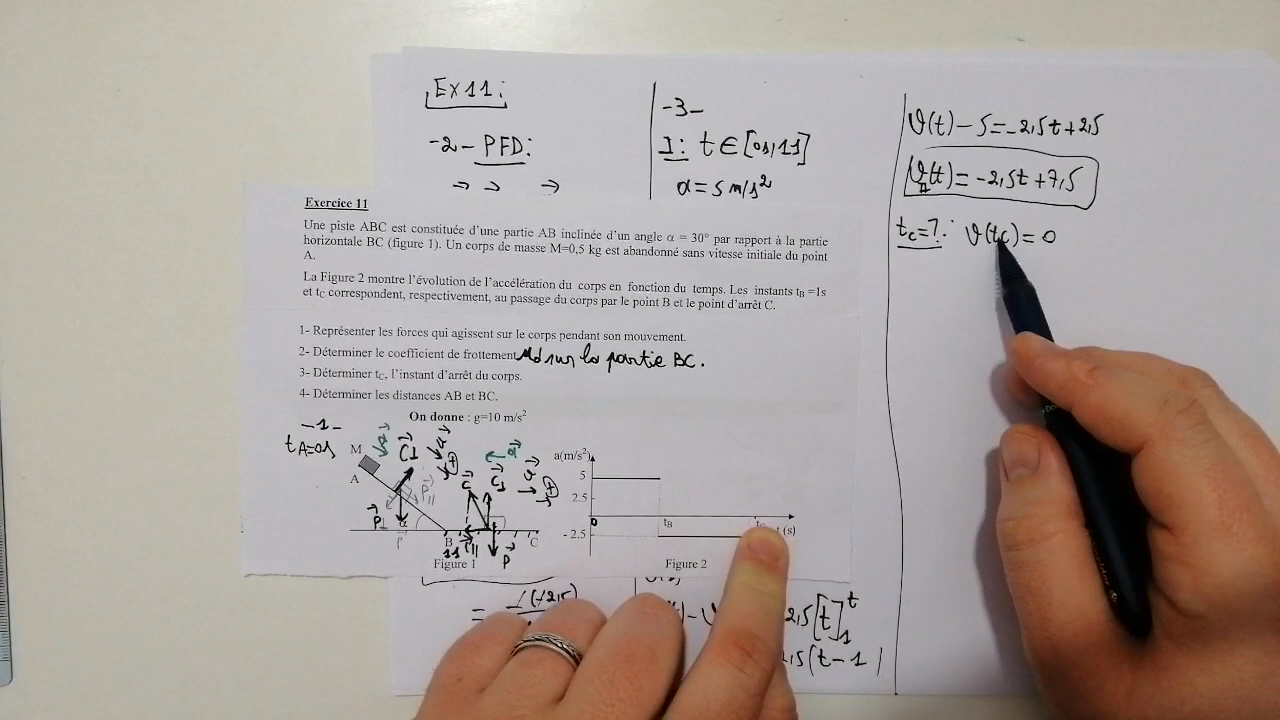 Ex 11:
-2- PFD:
-3-
I: t ∈ [0s, 1s]
a = 5 m/s²
v(t) - 5 = -2,5t + 2,5
v(t) = -2,5t + 7,5
tc = ?: v(tc) = 0
Exercice 11
Une piste ABC est constituée d'une partie AB inclinée d'un angle α = 30° par rapport à la partie
horizontale BC (figure 1). Un corps de masse M=0,5 kg est abandonné sans vitesse initiale du point
A.
La Figure 2 montre l'évolution de l'accélération du corps en fonction du temps. Les instants tB =1s
et tC correspondent, respectivement, au passage du corps par le point B et le point d'arrêt C.
1- Représenter les forces qui agissent sur le corps pendant son mouvement.
2- Déterminer le coefficient de frottement μd sur la partie BC.
3- Déterminer tC, l'instant d'arrêt du corps.
4- Déterminer les distances AB et BC.
On donne : g=10 m/s²
-1-
tA=0s
M
A
B
C
P
Figure 1
a(m/s²)
5
2.5
0
- 2.5
tB
t (s)
Figure 2
2,5[t]
t
1
,5(t - 1